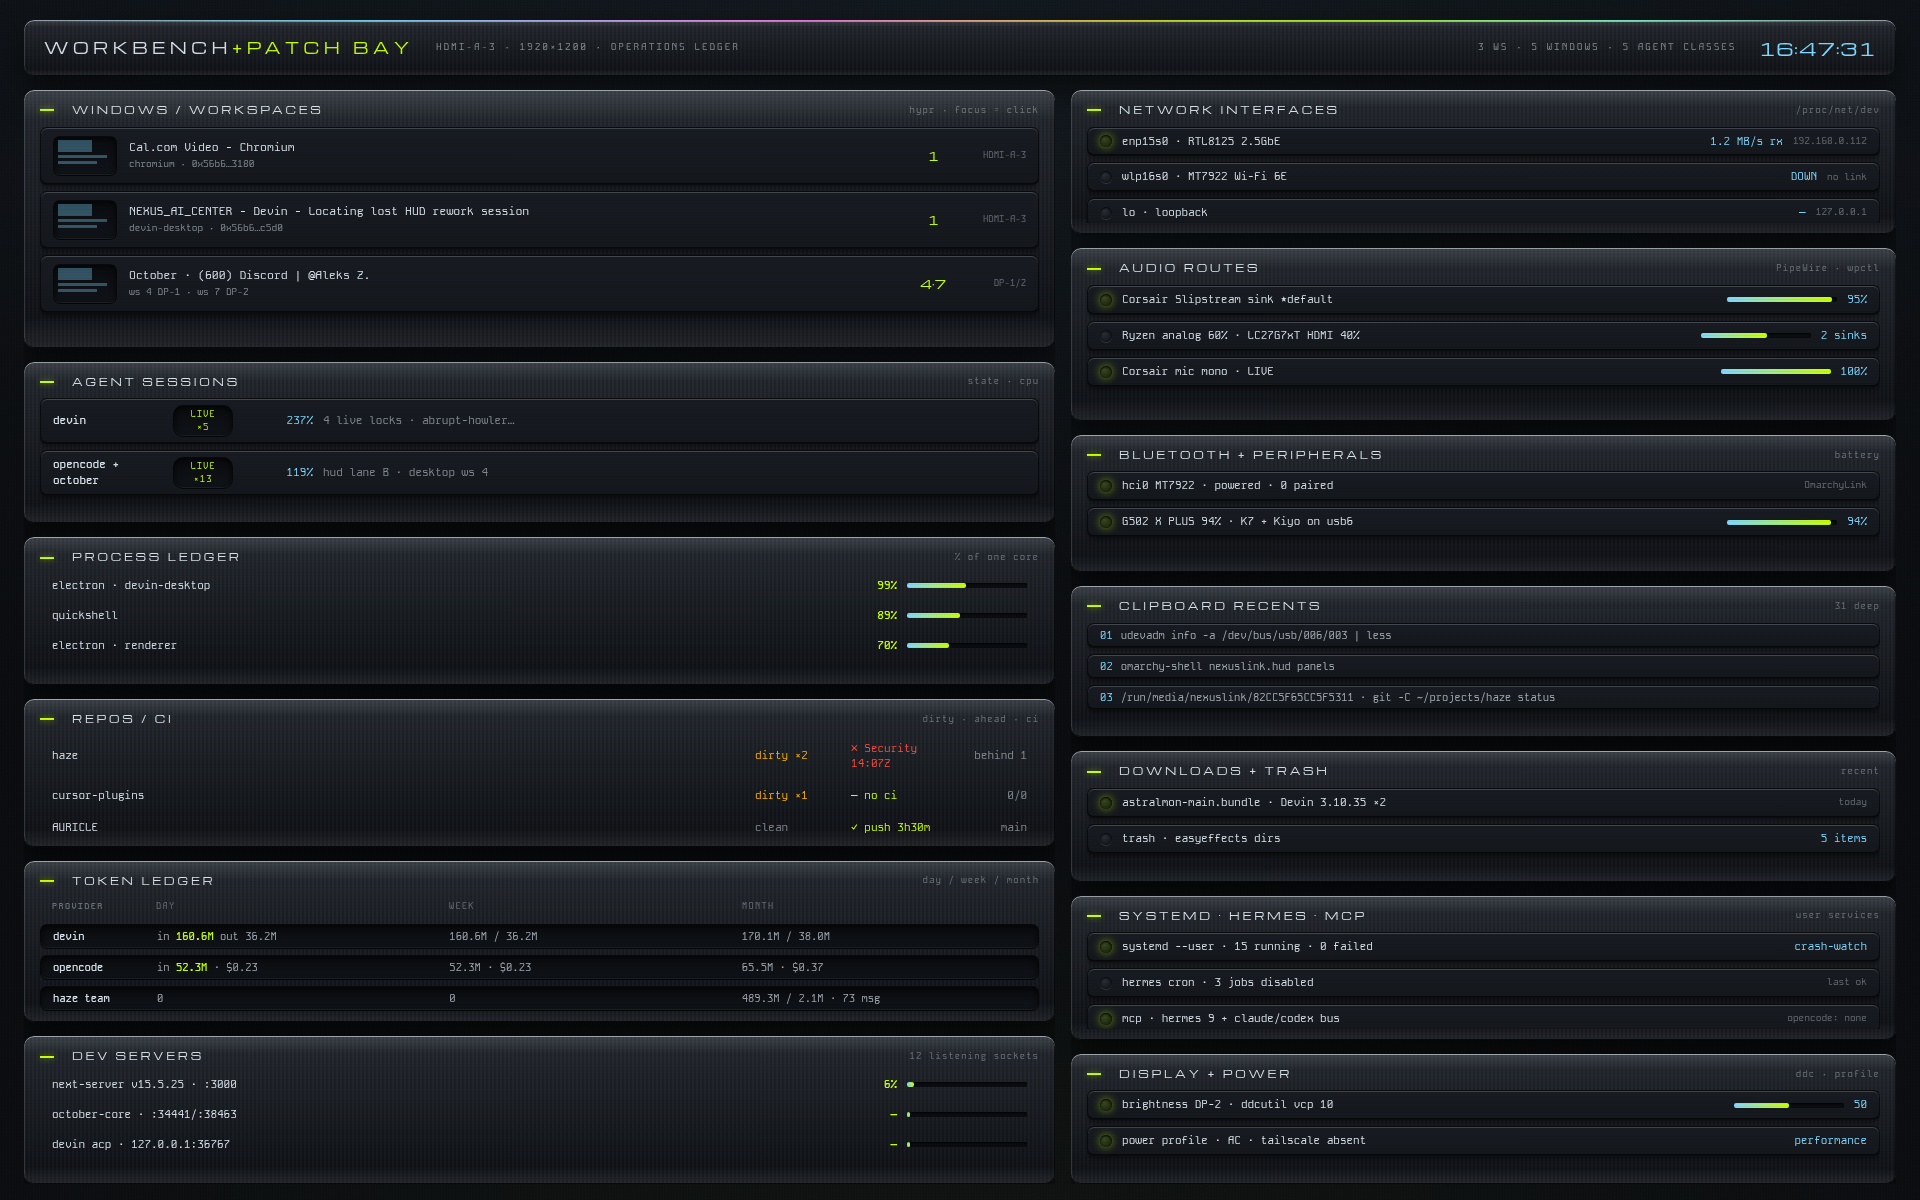 WORKBENCH+PATCH BAY HDMI-A-3 · 1920×1200 · OPERATIONS LEDGER 3 WS · 5 WINDOWS · 5 AGENT CLASSES 16:47:31
WINDOWS / WORKSPACES hypr · focus = click
Cal.com Video - Chromium
chromium · 0x56b6…3180
1 HDMI-A-3
NEXUS_AI_CENTER - Devin - Locating lost HUD rework session
devin-desktop · 0x56b6…c5d0
1 HDMI-A-3
October · (600) Discord | @Aleks Z.
ws 4 DP-1 · ws 7 DP-2
4·7 DP-1/2
AGENT SESSIONS state · cpu
devin LIVE ×5 237% 4 live locks · abrupt-howler…
opencode + october LIVE ×13 119% hud lane B · desktop ws 4
PROCESS LEDGER % of one core
electron · devin-desktop 99%
quickshell 89%
electron · renderer 70%
REPOS / CI dirty · ahead · ci
haze dirty ×2 ✕ Security 14:07Z behind 1
cursor-plugins dirty ×1 — no ci 0/0
AURICLE clean ✓ push 3h30m main
TOKEN LEDGER day / week / month
PROVIDER DAY WEEK MONTH
devin in 160.6M out 36.2M 160.6M / 36.2M 170.1M / 38.0M
opencode in 52.3M · $0.23 52.3M · $0.23 65.5M · $0.37
haze team 0 0 489.3M / 2.1M · 73 msg
DEV SERVERS 12 listening sockets
next-server v15.5.25 · :3000 6%
october-core · :34441/:38463 —
devin acp · 127.0.0.1:36767 —
NETWORK INTERFACES /proc/net/dev
enp15s0 · RTL8125 2.5GbE 1.2 MB/s rx 192.168.0.112
wlp16s0 · MT7922 Wi-Fi 6E DOWN no link
lo · loopback — 127.0.0.1
AUDIO ROUTES PipeWire · wpctl
Corsair Slipstream sink ★default 95%
Ryzen analog 60% · LC27G7xT HDMI 40% 2 sinks
Corsair mic mono · LIVE 100%
BLUETOOTH + PERIPHERALS battery
hci0 MT7922 · powered · 0 paired OmarchyLink
G502 X PLUS 94% · K7 + Kiyo on usb6 94%
CLIPBOARD RECENTS 31 deep
01 udevadm info -a /dev/bus/usb/006/003 | less
02 omarchy-shell nexuslink.hud panels
03 /run/media/nexuslink/82CC5F65CC5F5311 · git -C ~/projects/haze status
DOWNLOADS + TRASH recent
astralmon-main.bundle · Devin 3.10.35 ×2 today
trash · easyeffects dirs 5 items
SYSTEMD · HERMES · MCP user services
systemd --user · 15 running · 0 failed crash-watch
hermes cron · 3 jobs disabled last ok
mcp · hermes 9 + claude/codex bus opencode: none
DISPLAY + POWER ddc · profile
brightness DP-2 · ddcutil vcp 10 50
power profile · AC · tailscale absent performance